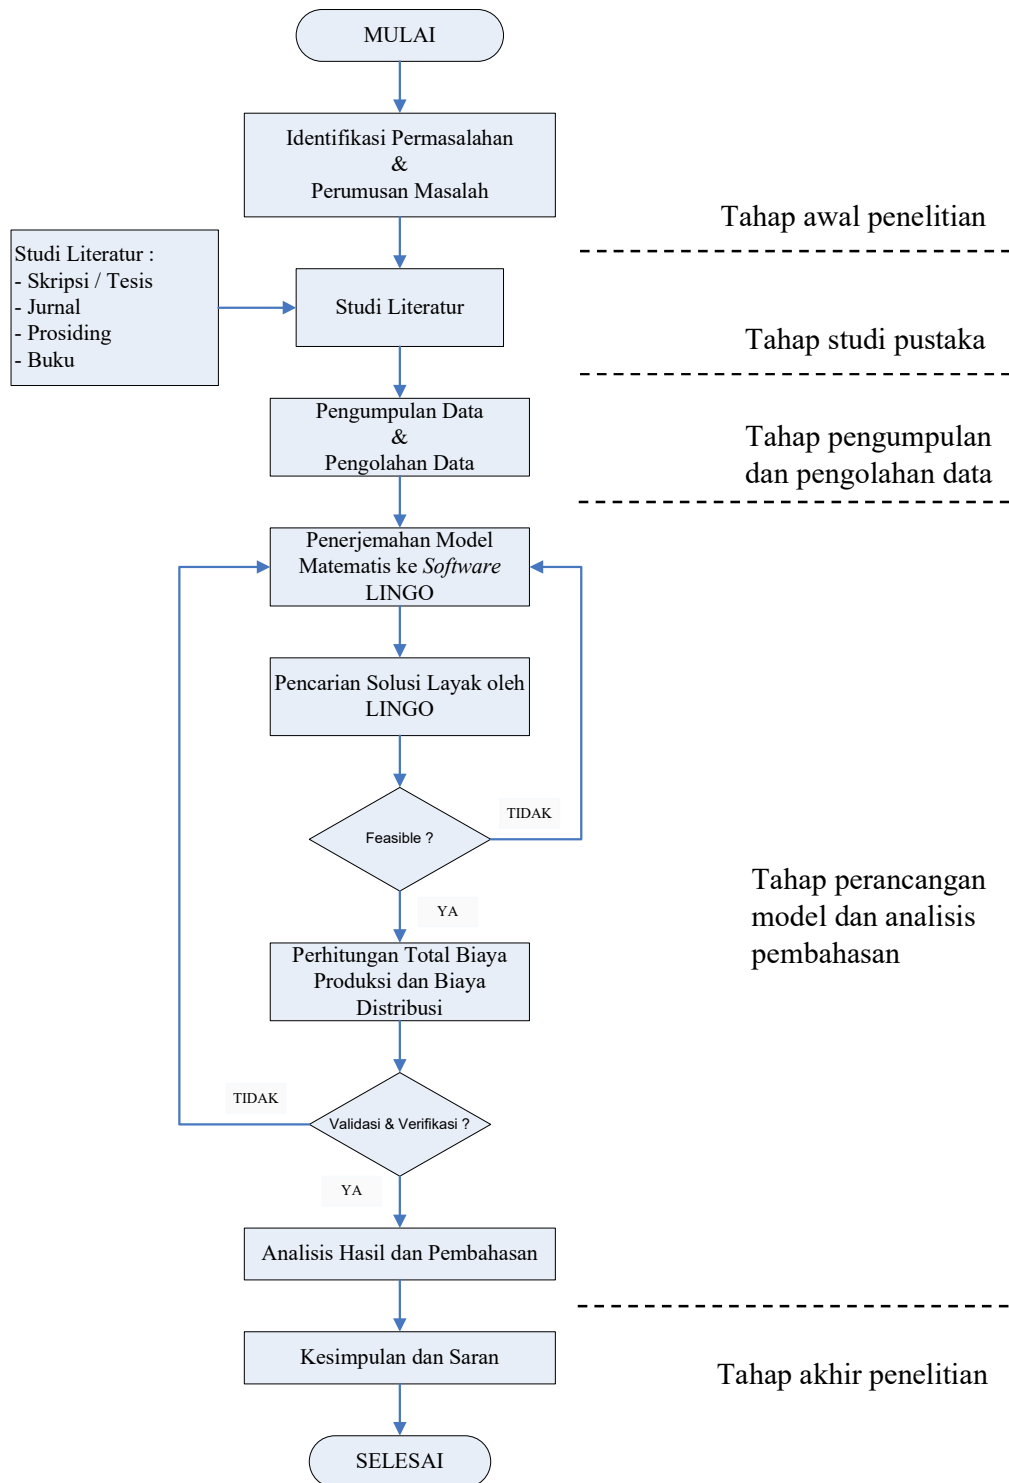 MULAI
Identifikasi Permasalahan
&
Perumusan Masalah
Tahap awal penelitian
Studi Literatur :
- Skripsi / Tesis
- Jurnal
- Prosiding
- Buku
Studi Literatur
Tahap studi pustaka
Pengumpulan Data
&
Pengolahan Data
Tahap pengumpulan
dan pengolahan data
Penerjemahan Model
Matematis ke Software
LINGO
Pencarian Solusi Layak oleh
LINGO
Feasible ?
TIDAK
YA
Tahap perancangan
model dan analisis
pembahasan
Perhitungan Total Biaya
Produksi dan Biaya
Distribusi
TIDAK
Validasi & Verifikasi ?
YA
Analisis Hasil dan Pembahasan
Kesimpulan dan Saran
Tahap akhir penelitian
SELESAI